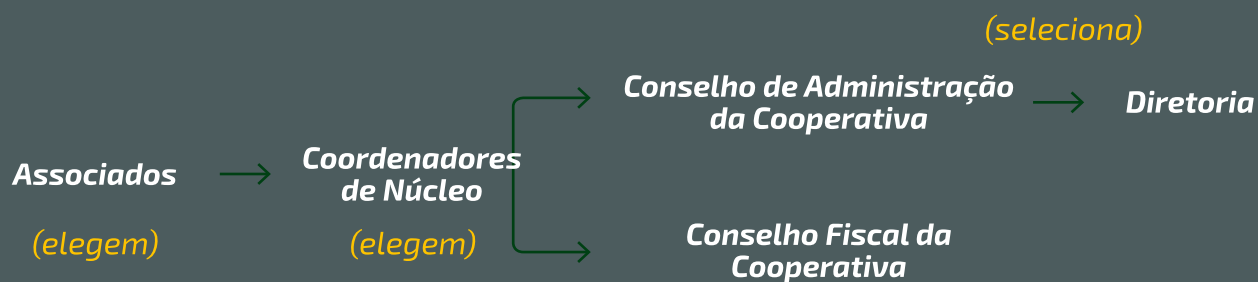 Associados
(elegem)
Coordenadores
de Núcleo
(elegem)
(seleciona)
Conselho de Administração
da Cooperativa
Diretoria
Conselho Fiscal da
Cooperativa